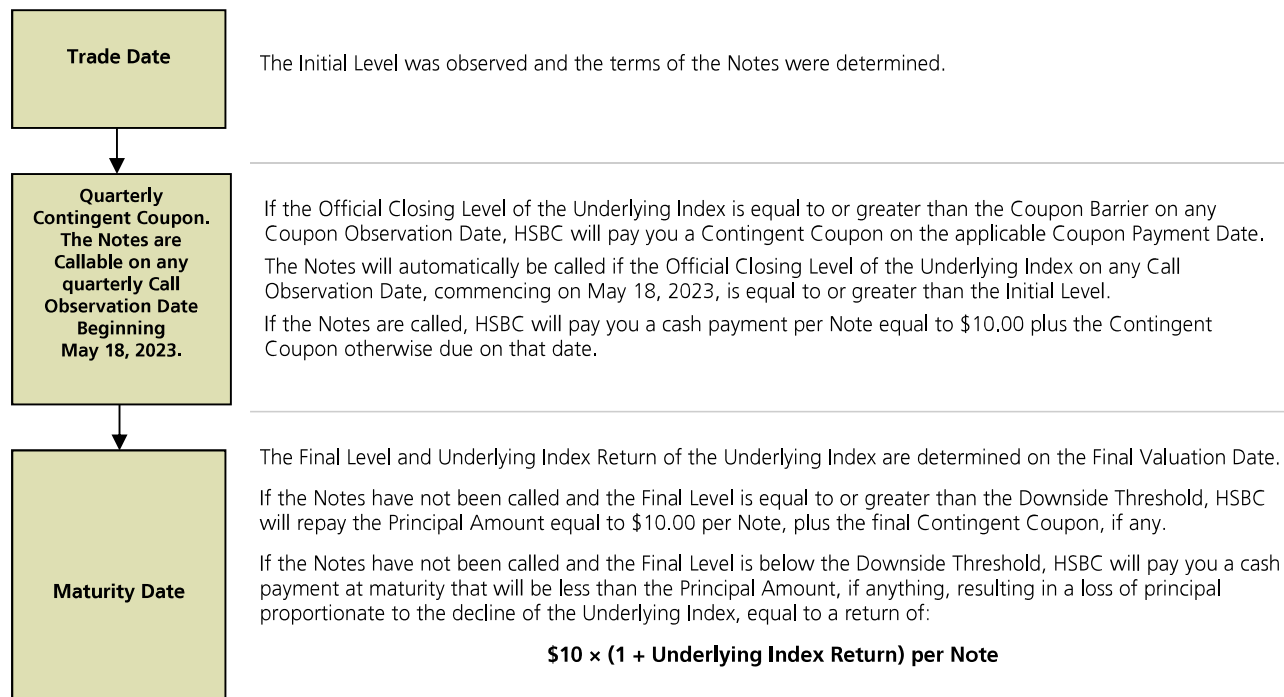 Trade Date
The Initial Level was observed and the terms of the Notes were determined.
Quarterly
Contingent Coupon.
The Notes are
Callable on any
quarterly Call
Observation Date
Beginning
May 18, 2023.
If the Official Closing Level of the Underlying Index is equal to or greater than the Coupon Barrier on any
Coupon Observation Date, HSBC will pay you a Contingent Coupon on the applicable Coupon Payment Date.
The Notes will automatically be called if the Official Closing Level of the Underlying Index on any Call
Observation Date, commencing on May 18, 2023, is equal to or greater than the Initial Level.
If the Notes are called, HSBC will pay you a cash payment per Note equal to $10.00 plus the Contingent
Coupon otherwise due on that date.
Maturity Date
The Final Level and Underlying Index Return of the Underlying Index are determined on the Final Valuation Date.
If the Notes have not been called and the Final Level is equal to or greater than the Downside Threshold, HSBC
will repay the Principal Amount equal to $10.00 per Note, plus the final Contingent Coupon, if any.
If the Notes have not been called and the Final Level is below the Downside Threshold, HSBC will pay you a cash
payment at maturity that will be less than the Principal Amount, if anything, resulting in a loss of principal
proportionate to the decline of the Underlying Index, equal to a return of:
$10 × (1 + Underlying Index Return) per Note